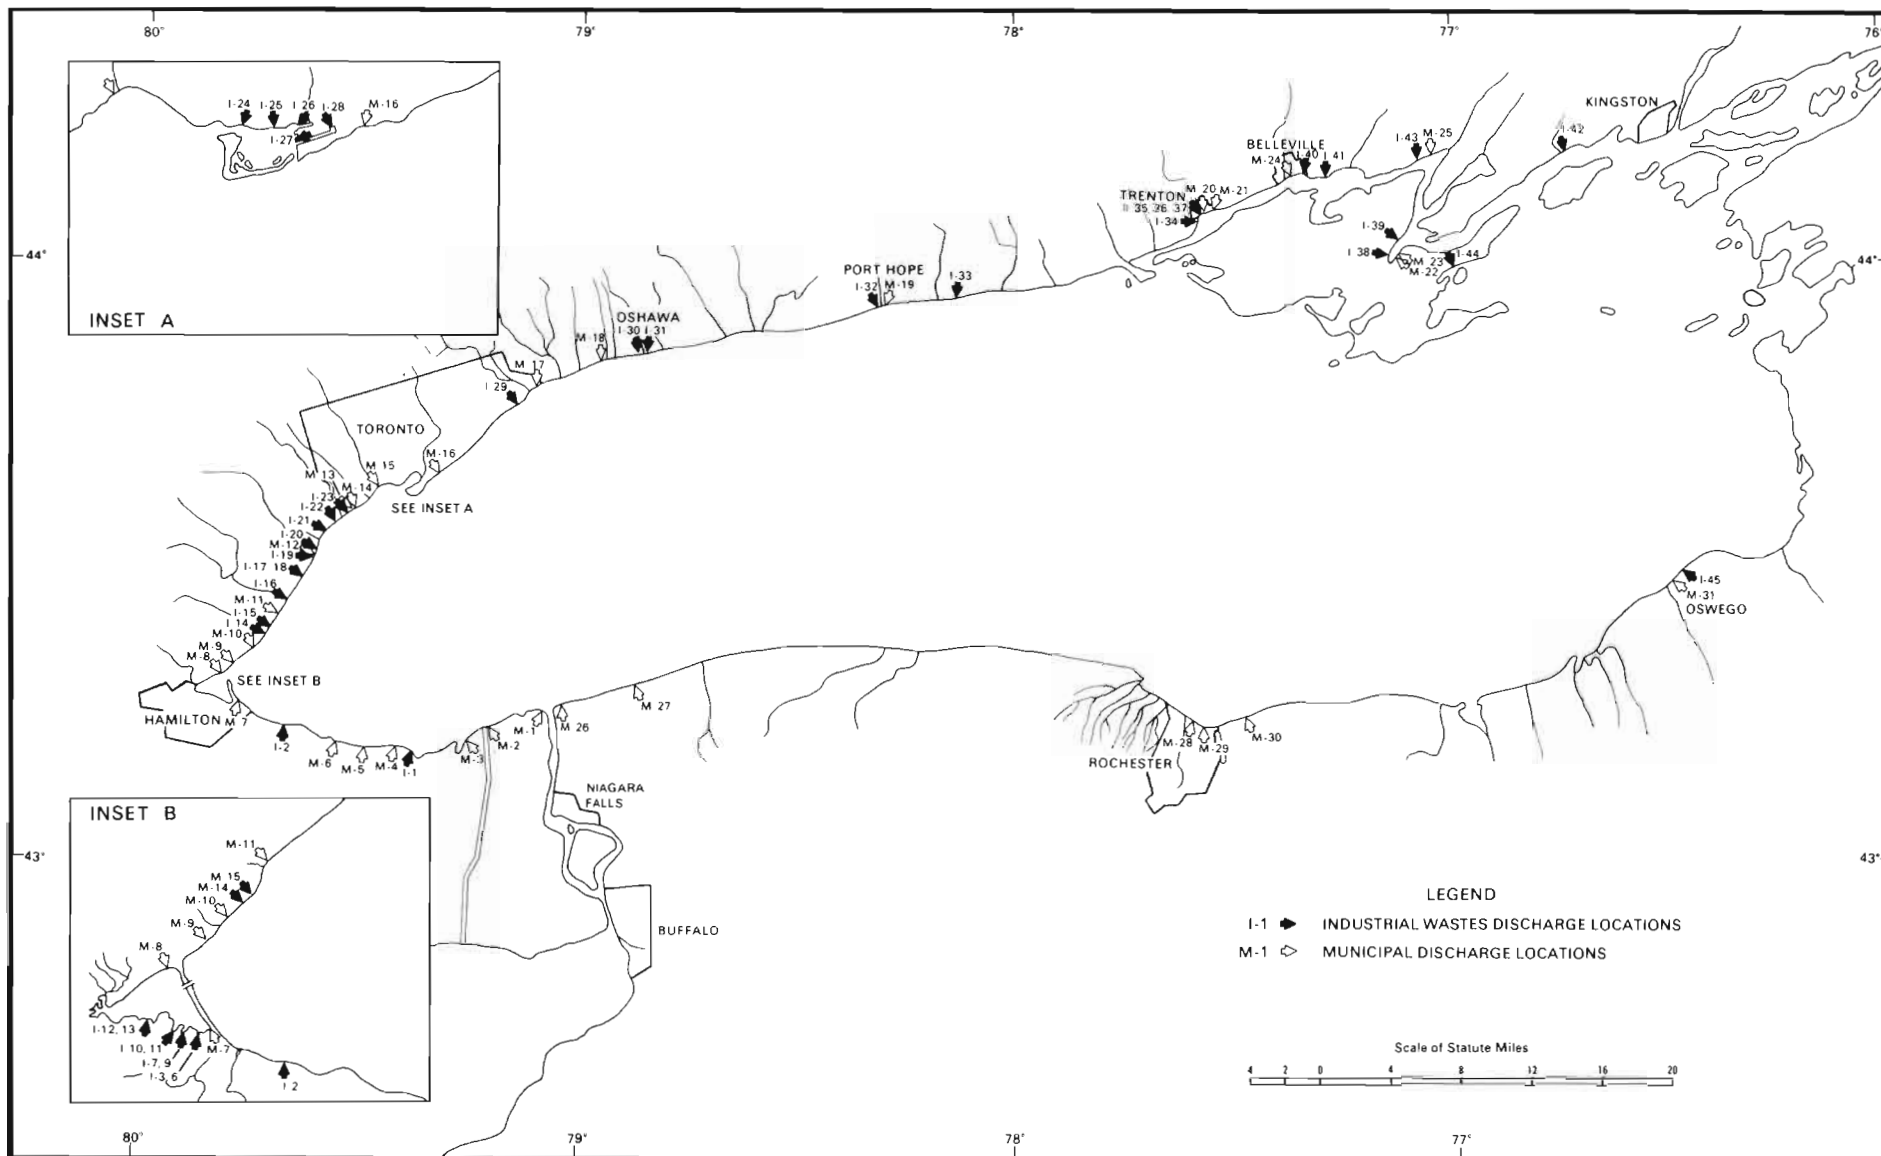 80°
79°
78°
77°
76°
44°
44°
43°
43°
80°
79°
78°
77°
INSET A
I-24
I-25
I 26
I-28
M-16
I-27
KINGSTON
I-42
I-43
M-25
BELLEVILLE
M-24
I-40
I 41
TRENTON
M 20
M-21
I 35, 36, 37
I-34
I-39
I 38
M 23
M-22
I-44
PORT HOPE
I-32
M-19
I-33
OSHAWA
I-30
I-31
M-18
M 17
I 29
TORONTO
M-16
M 15
M 13
M-14
I-23
I-22
I-21
I-20
M-12
I-19
I-17 18
I-16
M-11
I-15
I 14
M-10
M-9
M-8
SEE INSET A
SEE INSET B
HAMILTON
M 7
I-2
M-6
M-5
M-4
I-1
M-3
M-2
M-1
M 26
M 27
NIAGARA
FALLS
BUFFALO
M-28
M-29
M-30
ROCHESTER
I-45
M-31
OSWEGO
INSET B
M-11
M 15
M-14
M-10
M-9
M-8
I-12, 13
I 10, 11
I-7, 9
I-3, 6
M-7
I 2
LEGEND
I-1 INDUSTRIAL WASTES DISCHARGE LOCATIONS
M-1 MUNICIPAL DISCHARGE LOCATIONS
Scale of Statute Miles
4 2 0 4 8 12 16 20